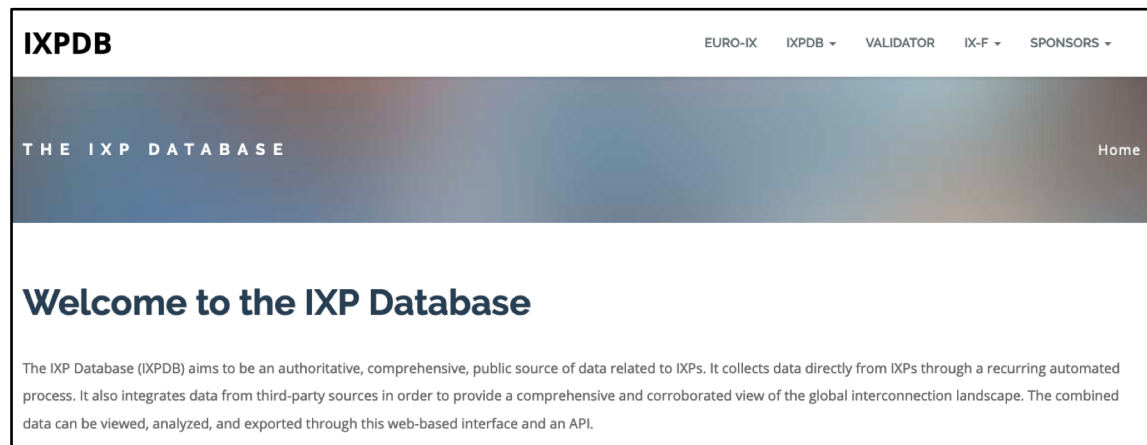 IXPDB
EURO-IX IXPDB VALIDATOR IX-F SPONSORS
THE IXP DATABASE
Home
Welcome to the IXP Database
The IXP Database (IXPDB) aims to be an authoritative, comprehensive, public source of data related to IXPs. It collects data directly from IXPs through a recurring automated
process. It also integrates data from third-party sources in order to provide a comprehensive and corroborated view of the global interconnection landscape. The combined
data can be viewed, analyzed, and exported through this web-based interface and an API.